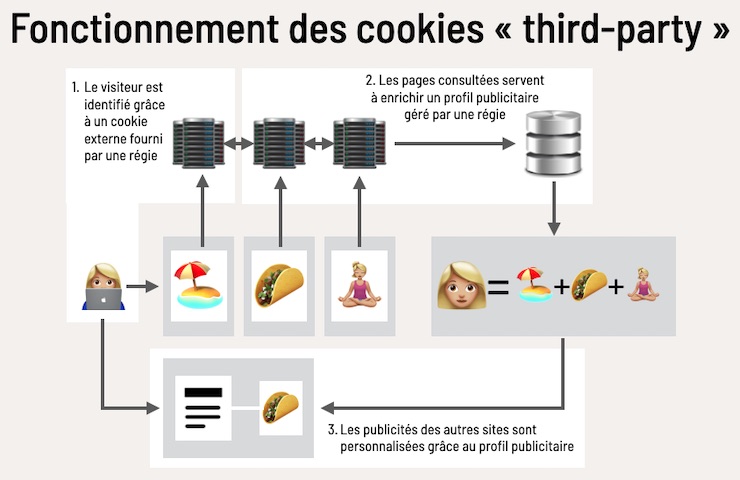 Fonctionnement des cookies « third-party »
1. Le visiteur est
identifié grâce
à un cookie
externe fourni
par une régie
2. Les pages consultées servent
à enrichir un profil publicitaire
géré par une régie
= + +
3. Les publicités des autres sites sont
personnalisées grâce au profil publicitaire